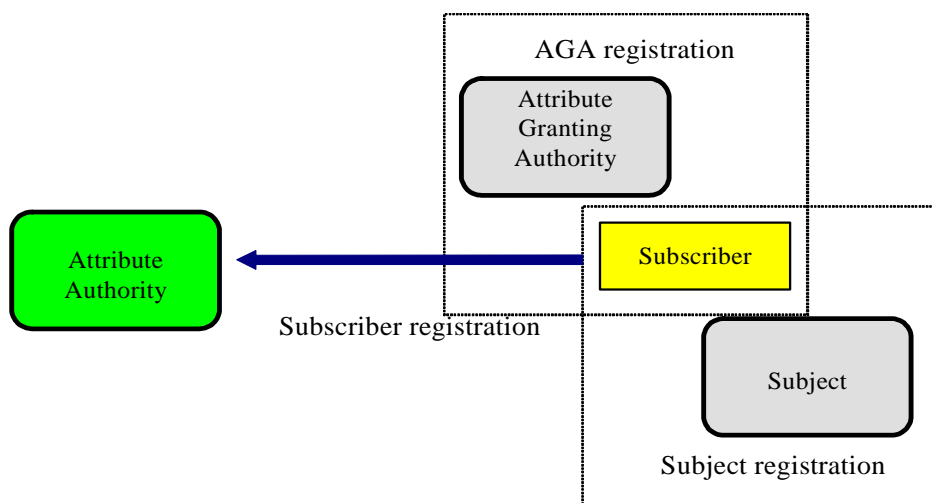 AGA registration
Attribute
Granting
Authority
Subscriber
Attribute
Authority
Subscriber registration
Subject
Subject registration